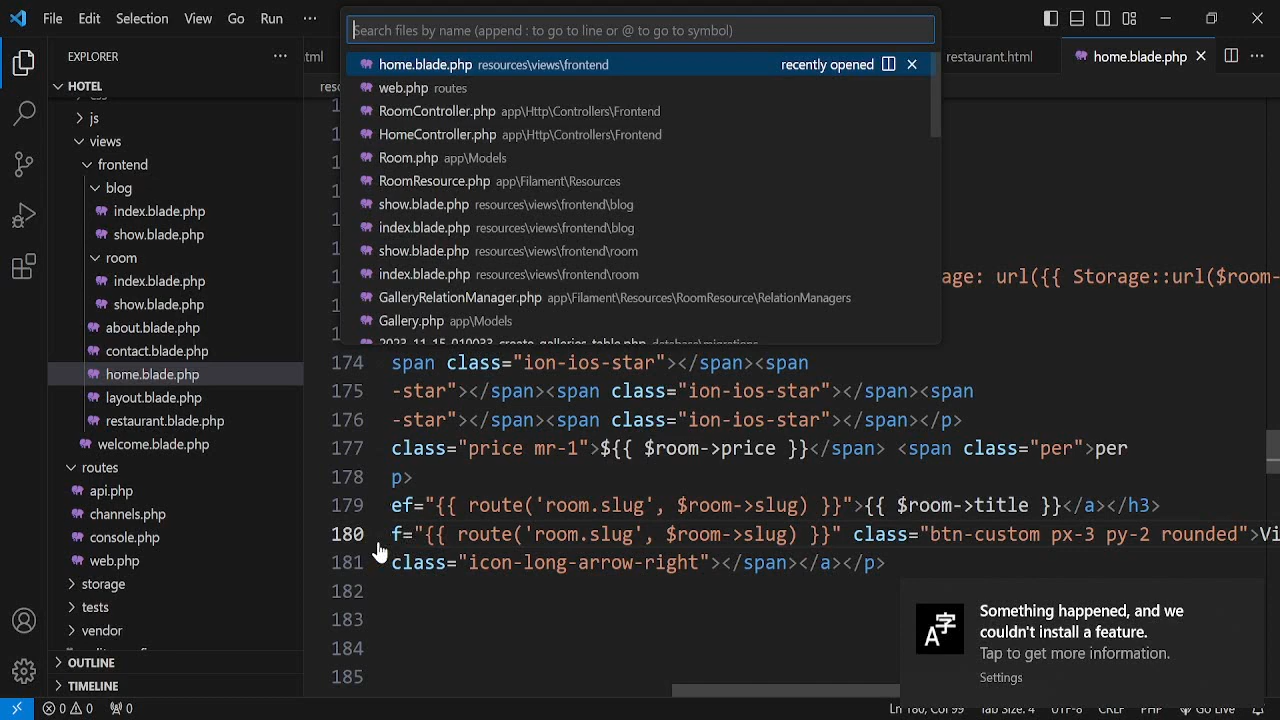 File Edit Selection View Go Run ···
Search files by name (append : to go to line or @ to go to symbol)
EXPLORER ···
restaurant.html
home.blade.php
HOTEL
home.blade.php resources\views\frontend recently opened
web.php routes
RoomController.php app\Http\Controllers\Frontend
HomeController.php app\Http\Controllers\Frontend
Room.php app\Models
RoomResource.php app\Filament\Resources
show.blade.php resources\views\frontend\blog
index.blade.php resources\views\frontend\blog
show.blade.php resources\views\frontend\room
index.blade.php resources\views\frontend\room
GalleryRelationManager.php app\Filament\Resources\RoomResource\RelationManagers
Gallery.php app\Models
2023_11_15_010033_create_galleries_table.php database\migrations
js
views
frontend
blog
index.blade.php
show.blade.php
room
index.blade.php
show.blade.php
about.blade.php
contact.blade.php
home.blade.php
layout.blade.php
restaurant.blade.php
welcome.blade.php
routes
api.php
channels.php
console.php
web.php
storage
tests
vendor
OUTLINE
TIMELINE
age: url({{ Storage::url($room-
174 span class="ion-ios-star"></span><span
175 -star"></span><span class="ion-ios-star"></span><span
176 -star"></span><span class="ion-ios-star"></span></p>
177 class="price mr-1">${{ $room->price }}</span> <span class="per">per
178 p>
179 ef="{{ route('room.slug', $room->slug) }}">{{ $room->title }}</a></h3>
180 f="{{ route('room.slug', $room->slug) }}" class="btn-custom px-3 py-2 rounded">Vi
181 class="icon-long-arrow-right"></span></a></p>
182
183
184
185
Something happened, and we
couldn't install a feature.
Tap to get more information.
Settings
0 0 0
Ln 180, Col 99 Tab Size: 4 UTF-8 CRLF PHP Go Live